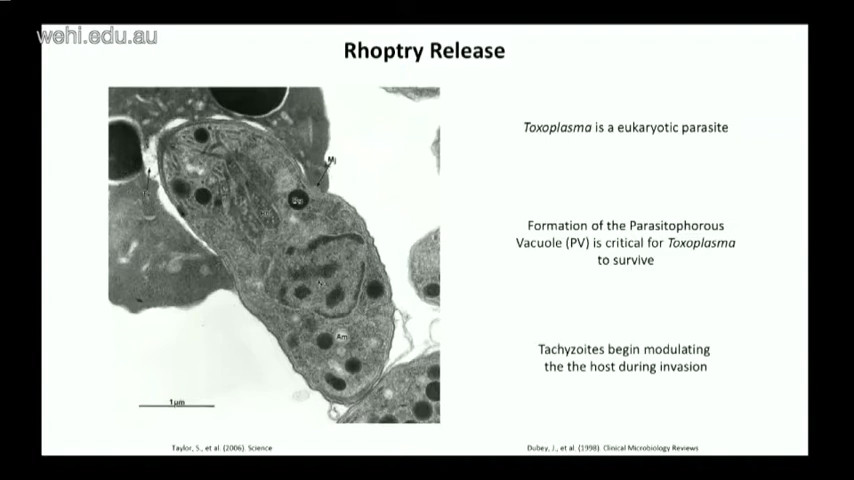 wehi.edu.au
Rhoptry Release
Toxoplasma is a eukaryotic parasite
Mj
Formation of the Parasitophorous
Vacuole (PV) is critical for Toxoplasma
to survive
Am
Tachyzoites begin modulating
the the host during invasion
1µm
Taylor, S., et al. (2006). Science
Dubey, J., et al. (1998). Clinical Microbiology Reviews